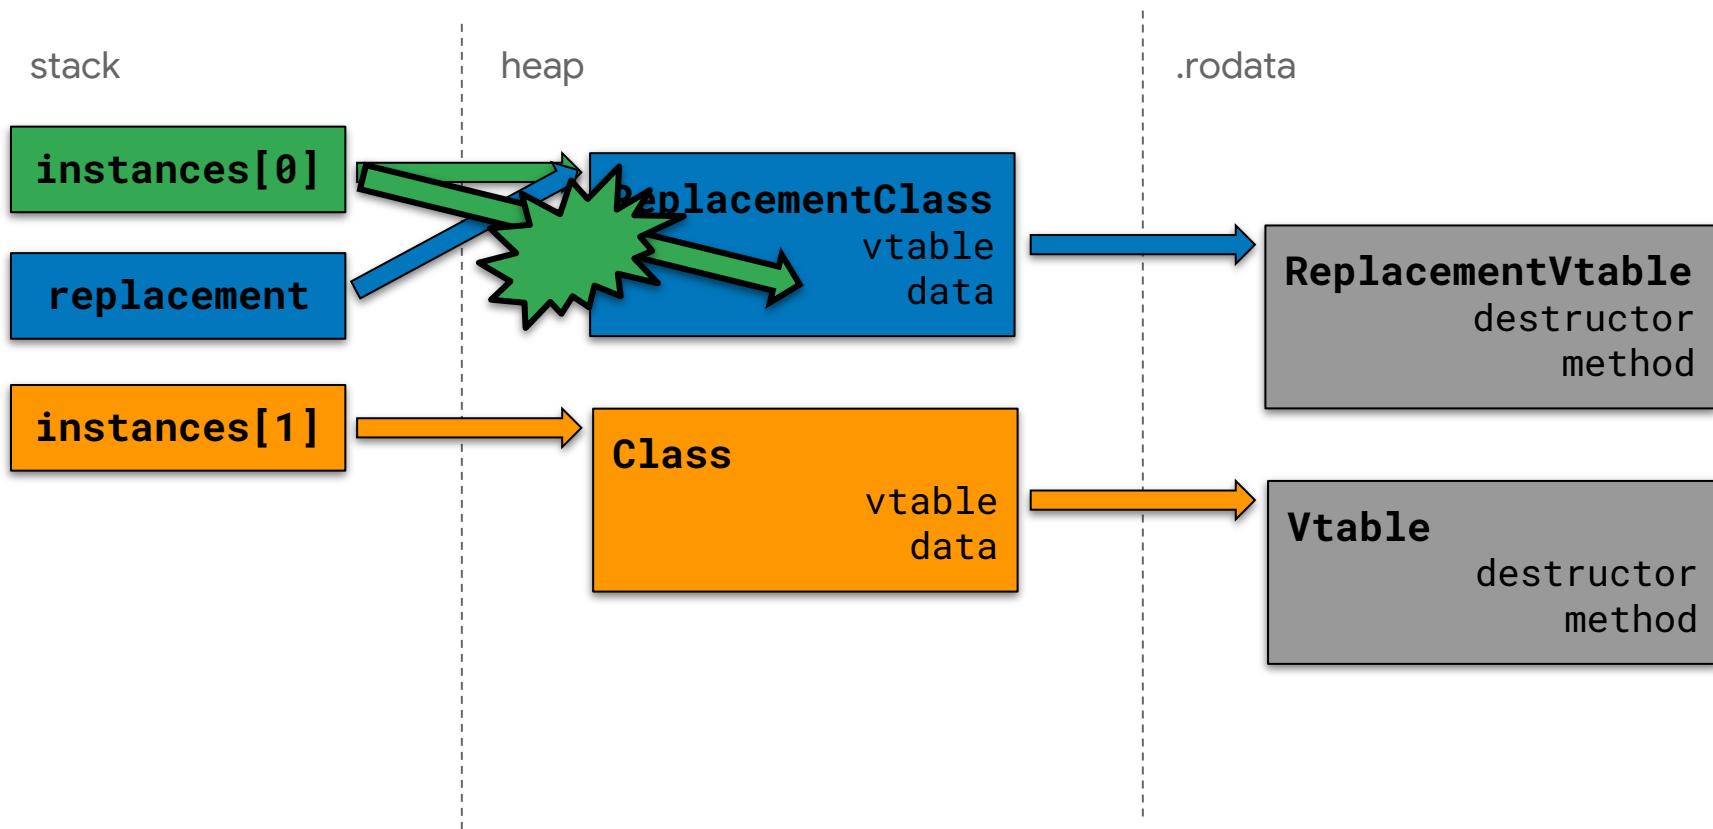 stack
heap
.rodata
instances[0]
replacement
instances[1]
ReplacementClass
vtable
data
Class
vtable
data
ReplacementVtable
destructor
method
Vtable
destructor
method